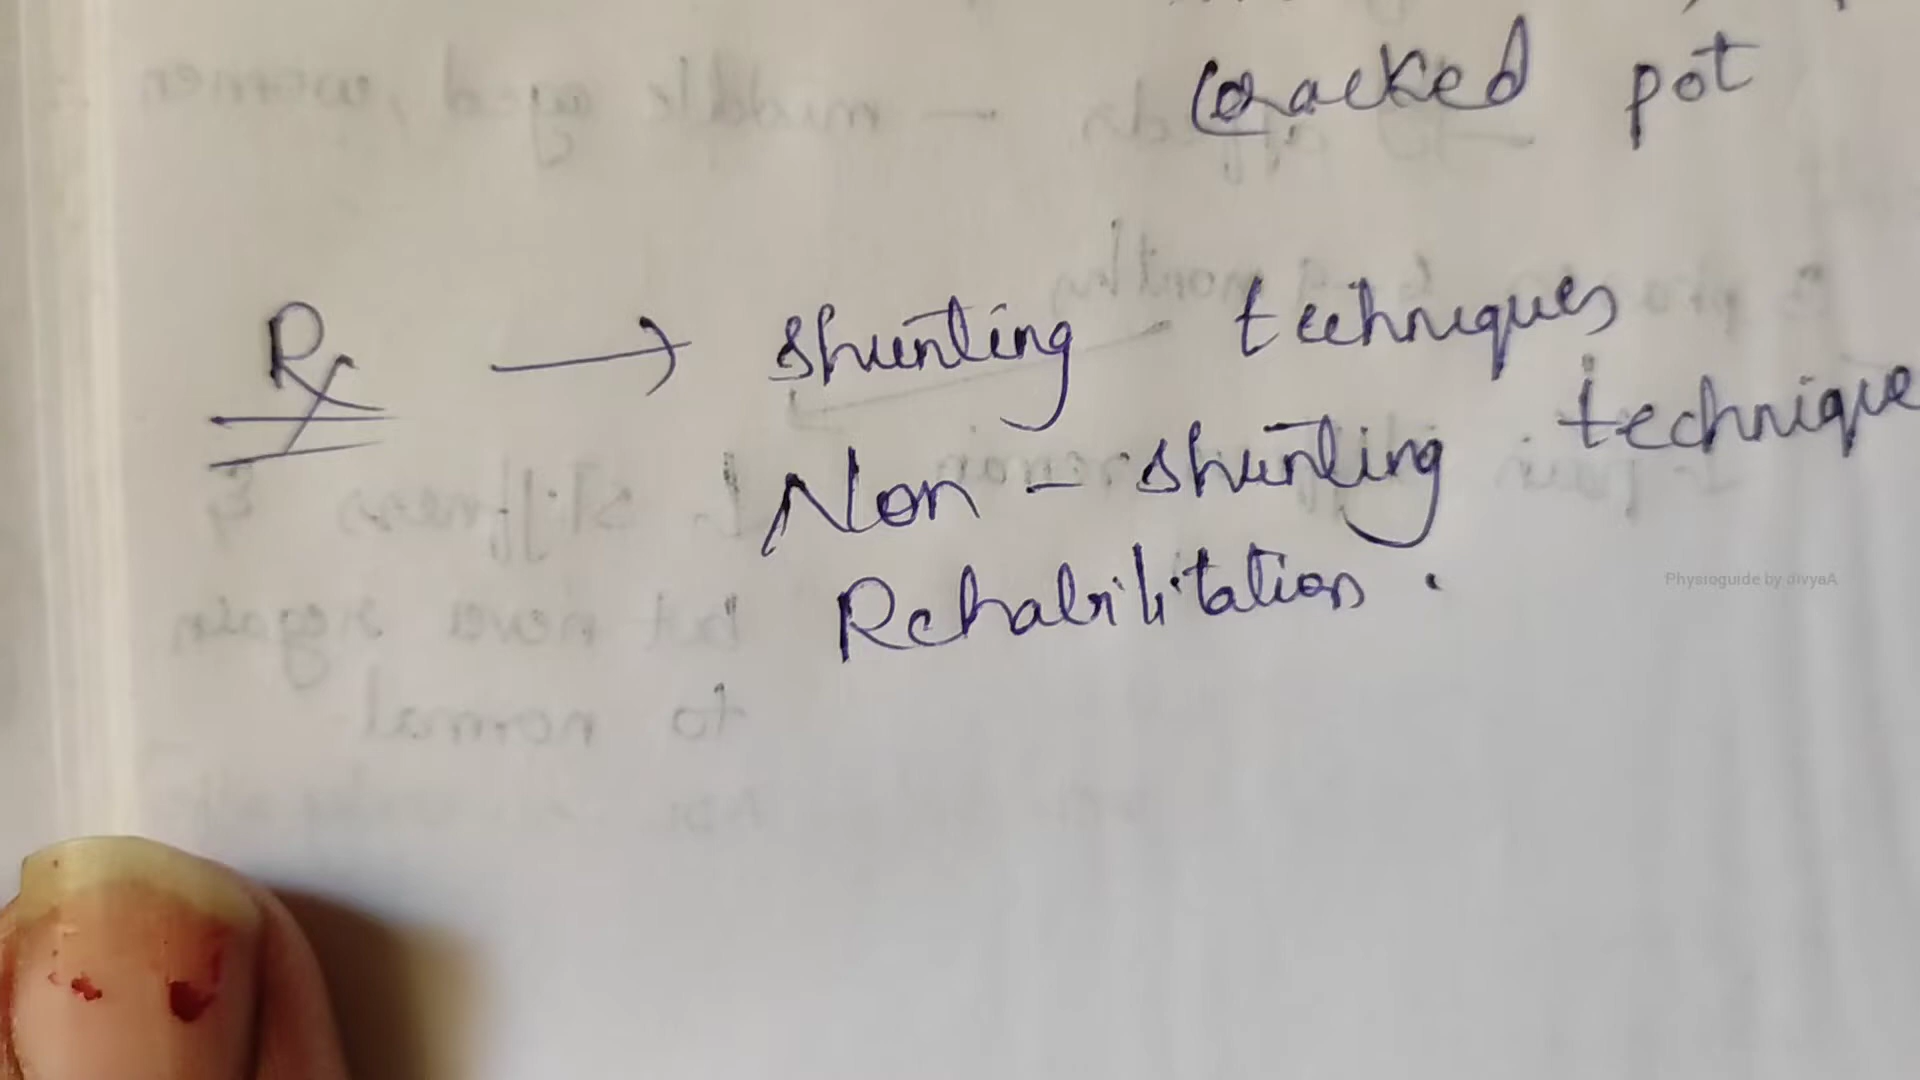 cracked pot
Rx → Shunting techniques
Non - shunting technique
Rehabilitation.
Physioguide by divyaA